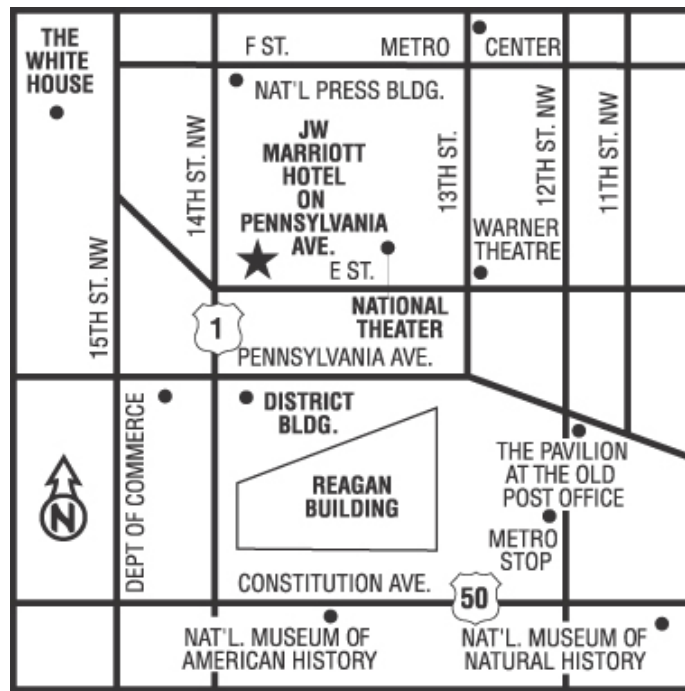 THE
WHITE
HOUSE
F ST.
METRO
CENTER
NAT'L PRESS BLDG.
14TH ST. NW
JW
MARRIOTT
HOTEL
ON
PENNSYLVANIA
AVE.
13TH ST.
12TH ST. NW
11TH ST. NW
WARNER
THEATRE
E ST.
15TH ST. NW
1
NATIONAL
THEATER
PENNSYLVANIA AVE.
DEPT OF COMMERCE
DISTRICT
BLDG.
REAGAN
BUILDING
THE PAVILION
AT THE OLD
POST OFFICE
METRO
STOP
N
CONSTITUTION AVE.
50
NAT'L. MUSEUM OF
AMERICAN HISTORY
NAT'L. MUSEUM OF
NATURAL HISTORY